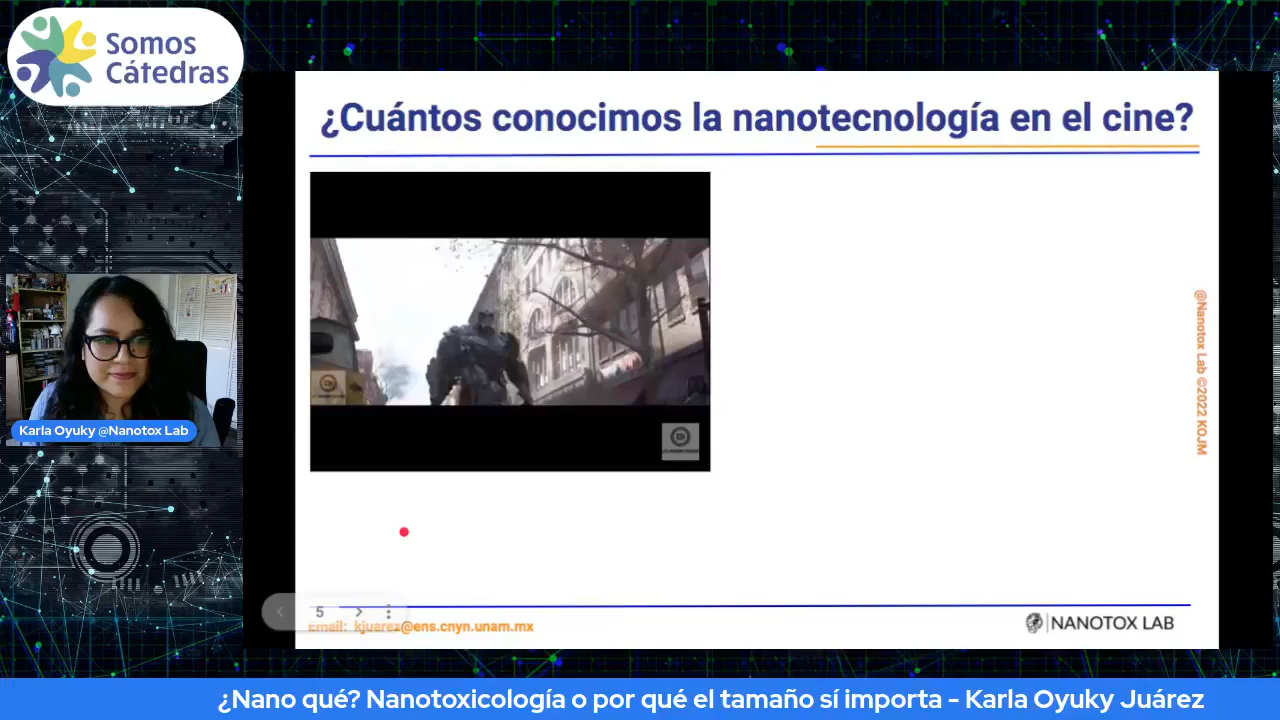 Somos
Cátedras
¿Cuántos conocimos la nanotecnología en el cine?
@Nanotox Lab ©2022 KOJM
Karla Oyuky @Nanotox Lab
5
Email: kjuarez@ens.cnyn.unam.mx
NANOTOX LAB
¿Nano qué? Nanotoxicología o por qué el tamaño sí importa - Karla Oyuky Juárez